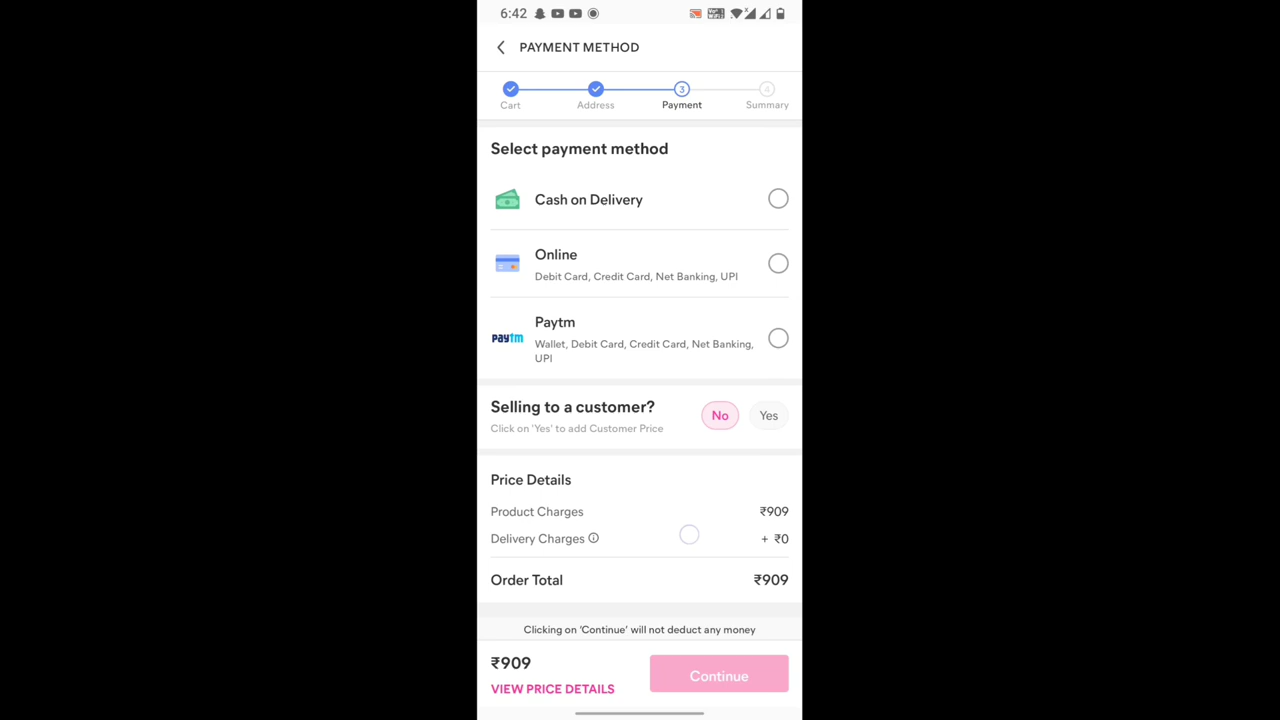 6:42
PAYMENT METHOD
3
4
Cart
Address
Payment
Summary
Select payment method
Cash on Delivery
Online
Debit Card, Credit Card, Net Banking, UPI
paytm
Paytm
Wallet, Debit Card, Credit Card, Net Banking,
UPI
Selling to a customer?
No
Yes
Click on 'Yes' to add Customer Price
Price Details
Product Charges ₹909
Delivery Charges + ₹0
Order Total ₹909
Clicking on 'Continue' will not deduct any money
₹909
VIEW PRICE DETAILS
Continue